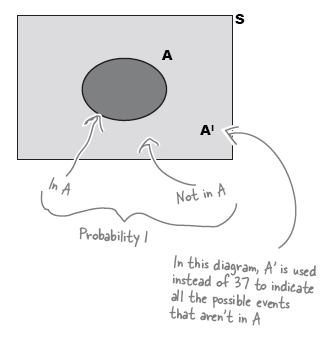 S
A
A'
In A
Not in A
Probability 1
In this diagram, A' is used
instead of 37 to indicate
all the possible events
that aren't in A